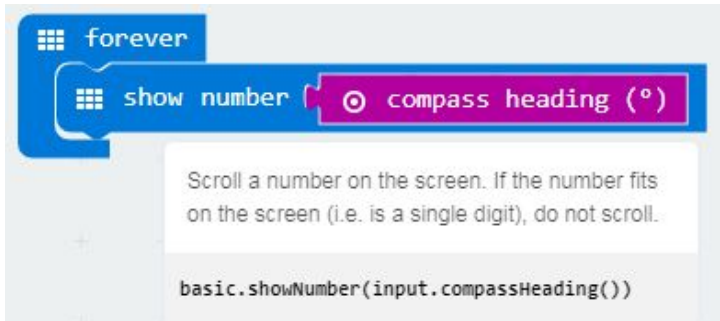 forever
show number ( compass heading (°)
Scroll a number on the screen. If the number fits
on the screen (i.e. is a single digit), do not scroll.
basic.showNumber(input.compassHeading())